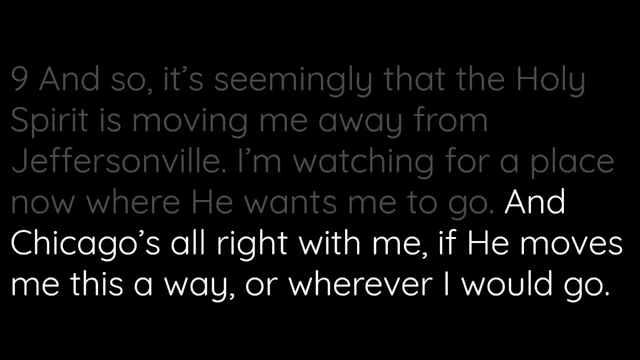 9 And so, it’s seemingly that the Holy
Spirit is moving me away from
Jeffersonville. I’m watching for a place
now where He wants me to go. And
Chicago’s all right with me, if He moves
me this a way, or wherever I would go.